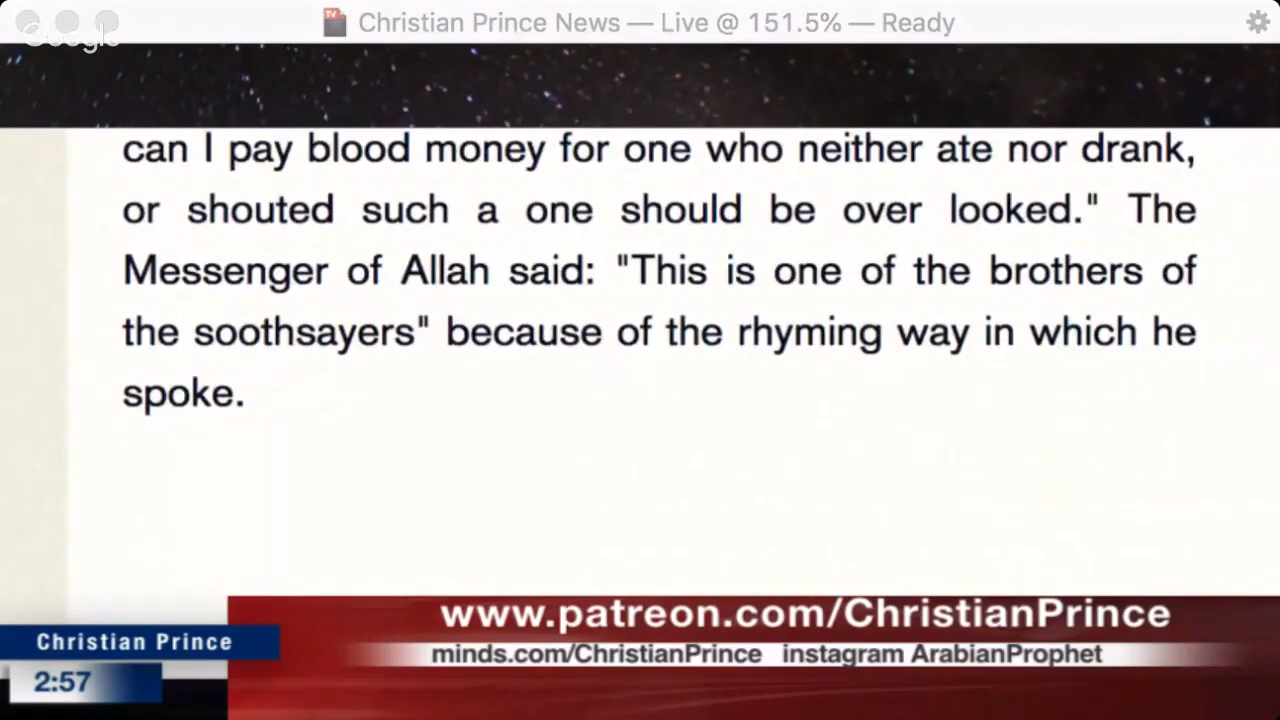 Christian Prince News — Live @ 151.5% — Ready
Google
can I pay blood money for one who neither ate nor drank,
or shouted such a one should be over looked." The
Messenger of Allah said: "This is one of the brothers of
the soothsayers" because of the rhyming way in which he
spoke.
www.patreon.com/ChristianPrince
Christian Prince
minds.com/ChristianPrince instagram ArabianProphet
2:57